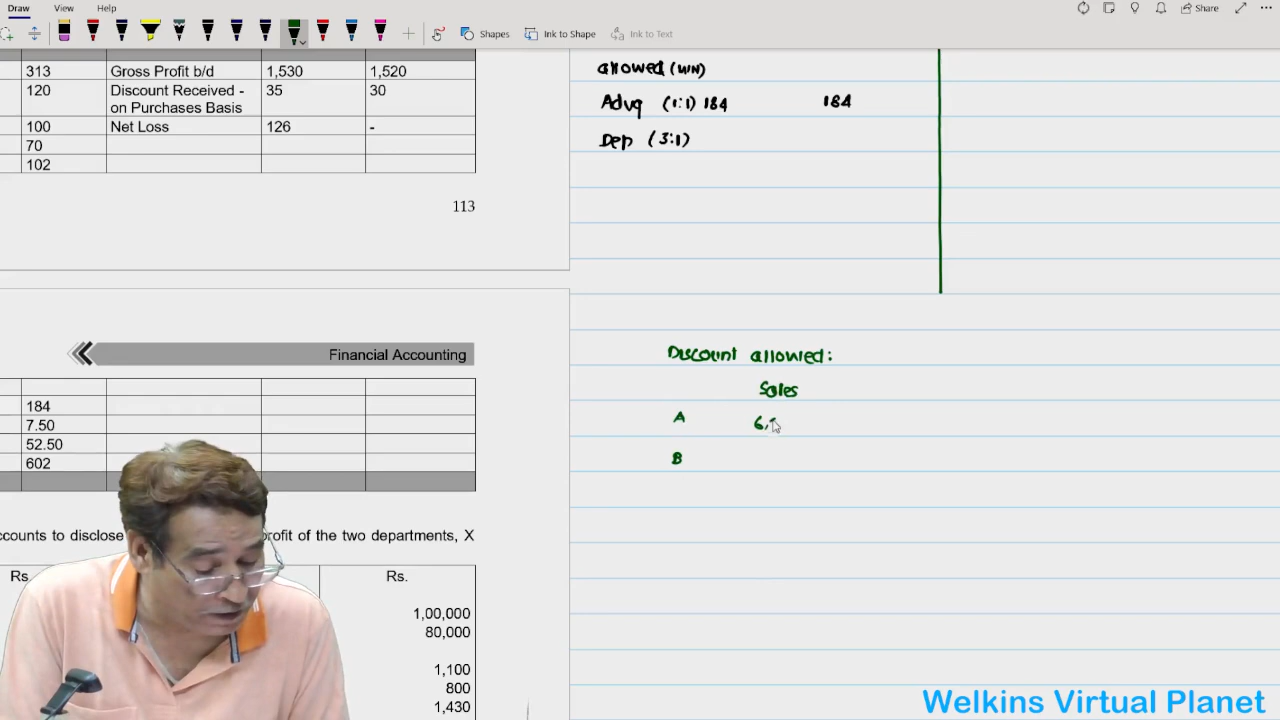 Draw View Help
Share
Shapes Ink to Shape Ink to Text
313 Gross Profit b/d 1,530 1,520
120 Discount Received - 35 30
on Purchases Basis
100 Net Loss 126 -
70
102
113
Financial Accounting
184
7.50
52.50
602
ccounts to disclose rofit of the two departments, X
Rs Rs.
1,00,000
80,000
1,100
800
1,430
allowed (WN)
Advq (1:1) 184 184
Dep (3:1)
Discount allowed:
Sales
A 6,
B
Welkins Virtual Planet